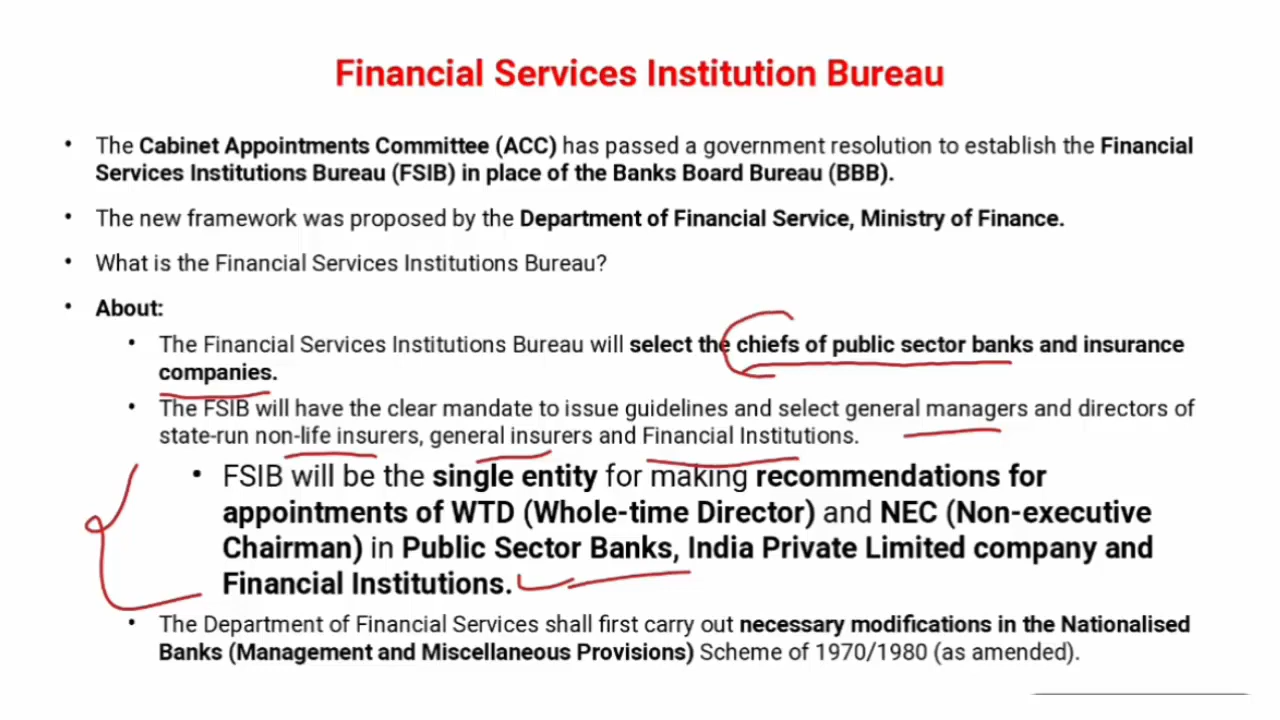 Financial Services Institution Bureau
• The Cabinet Appointments Committee (ACC) has passed a government resolution to establish the Financial
Services Institutions Bureau (FSIB) in place of the Banks Board Bureau (BBB).
• The new framework was proposed by the Department of Financial Service, Ministry of Finance.
• What is the Financial Services Institutions Bureau?
• About:
• The Financial Services Institutions Bureau will select the chiefs of public sector banks and insurance
companies.
• The FSIB will have the clear mandate to issue guidelines and select general managers and directors of
state-run non-life insurers, general insurers and Financial Institutions.
• FSIB will be the single entity for making recommendations for
appointments of WTD (Whole-time Director) and NEC (Non-executive
Chairman) in Public Sector Banks, India Private Limited company and
Financial Institutions.
• The Department of Financial Services shall first carry out necessary modifications in the Nationalised
Banks (Management and Miscellaneous Provisions) Scheme of 1970/1980 (as amended).